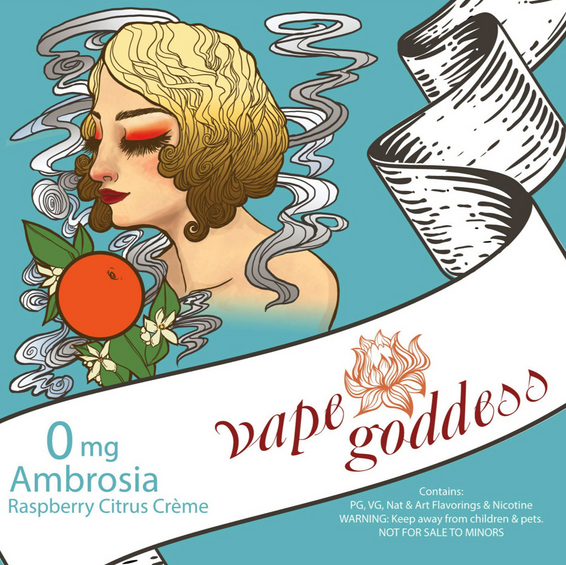 vape goddess
0 mg
Ambrosia
Raspberry Citrus Crème
Contains:
PG, VG, Nat & Art Flavorings & Nicotine
WARNING: Keep away from children & pets.
NOT FOR SALE TO MINORS